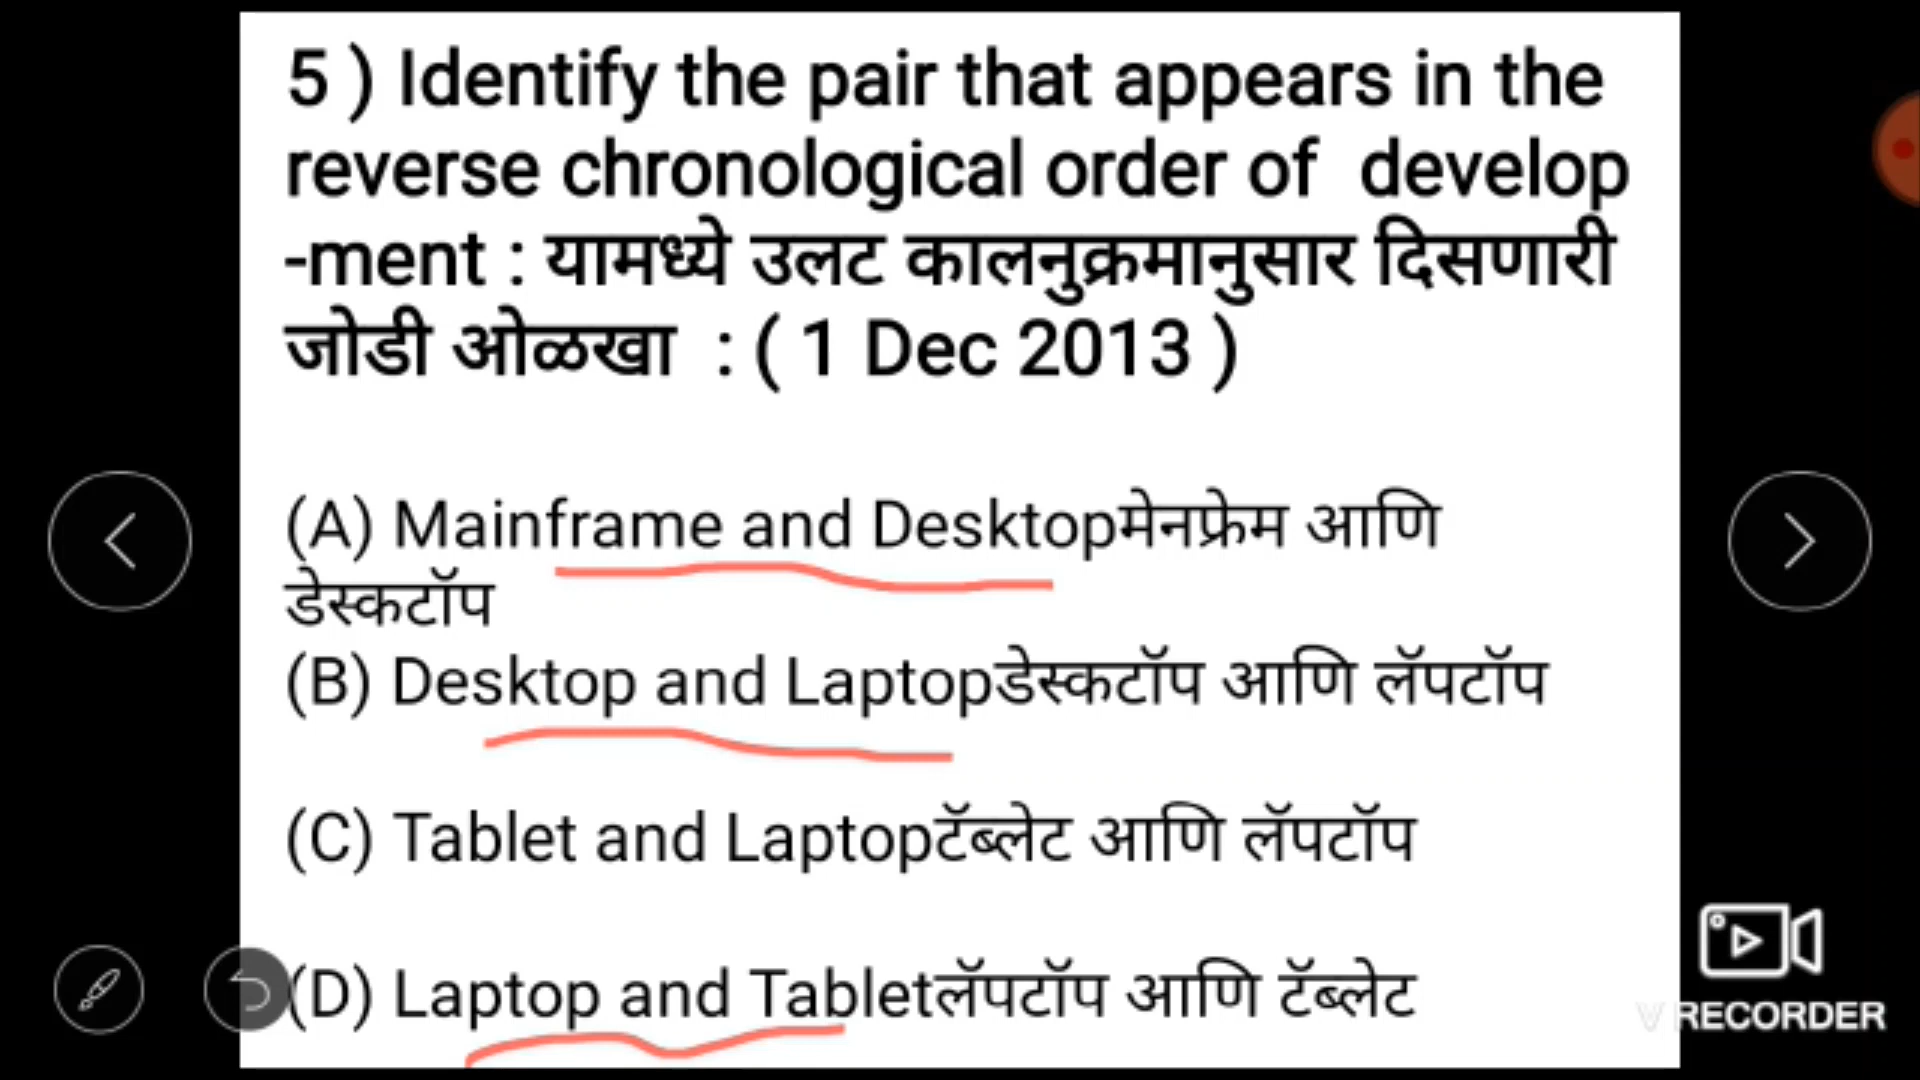 5 ) Identify the pair that appears in the
reverse chronological order of  develop
-ment : यामध्ये उलट कालनुक्रमानुसार दिसणारी
जोडी ओळखा  : ( 1 Dec 2013 )
(A) Mainframe and Desktopमेनफ्रेम आणि
डेस्कटॉप
(B) Desktop and Laptopडेस्कटॉप आणि लॅपटॉप
(C) Tablet and Laptopटॅब्लेट आणि लॅपटॉप
(D) Laptop and Tabletलॅपटॉप आणि टॅब्लेट
V RECORDER